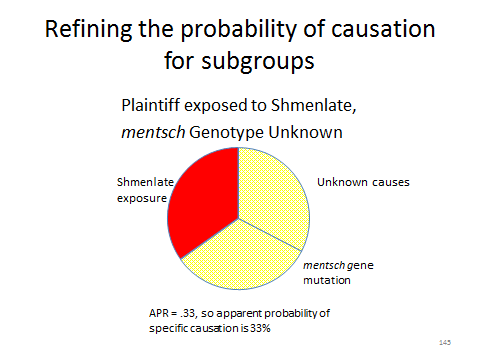 Refining the probability of causation
for subgroups
Plaintiff exposed to Shmenlate,
mentsch Genotype Unknown
Shmenlate
exposure
Unknown causes
mentsch gene
mutation
APR = .33, so apparent probability of
specific causation is 33%
145